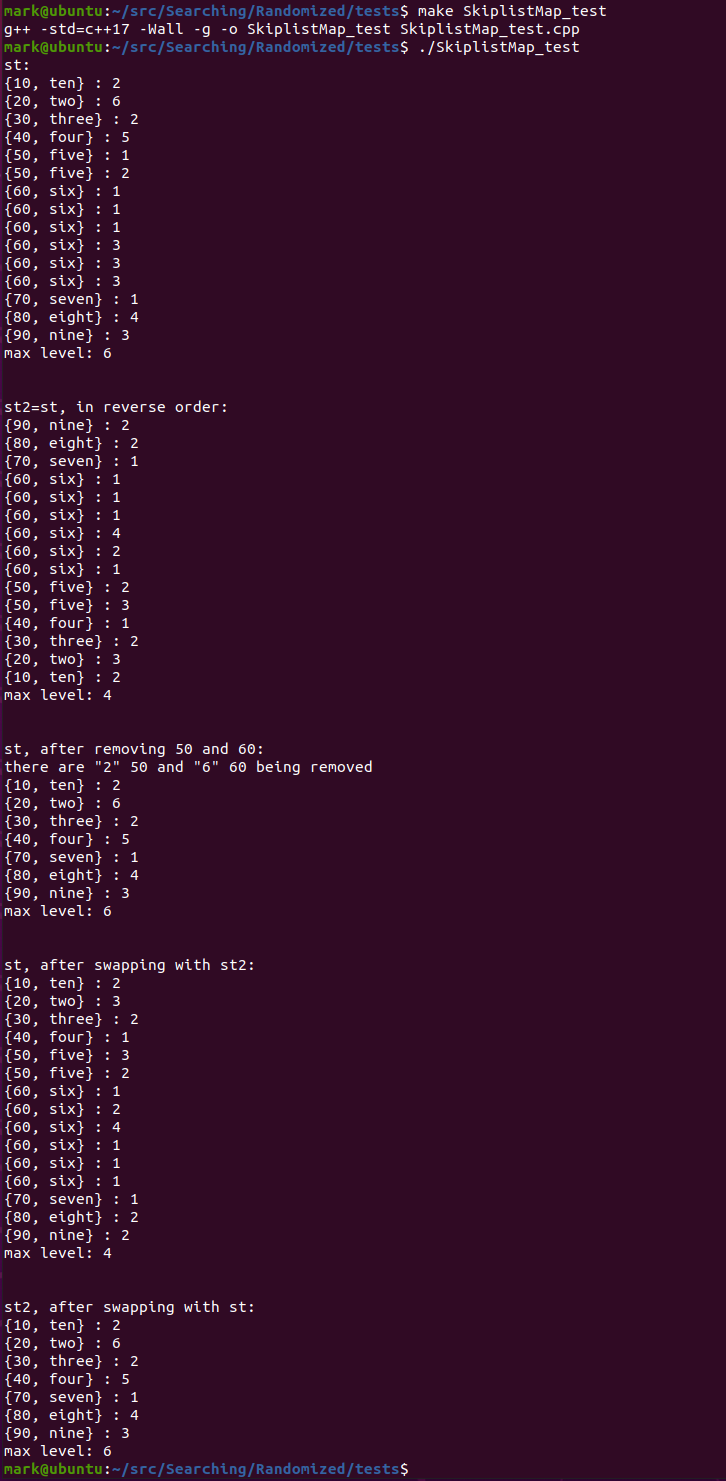 mark@ubuntu:~/src/Searching/Randomized/tests$ make SkiplistMap_test
g++ -std=c++17 -Wall -g -o SkiplistMap_test SkiplistMap_test.cpp
mark@ubuntu:~/src/Searching/Randomized/tests$ ./SkiplistMap_test
st:
{10, ten} : 2
{20, two} : 6
{30, three} : 2
{40, four} : 5
{50, five} : 1
{50, five} : 2
{60, six} : 1
{60, six} : 1
{60, six} : 1
{60, six} : 3
{60, six} : 3
{60, six} : 3
{70, seven} : 1
{80, eight} : 4
{90, nine} : 3
max level: 6
st2=st, in reverse order:
{90, nine} : 2
{80, eight} : 2
{70, seven} : 1
{60, six} : 1
{60, six} : 1
{60, six} : 1
{60, six} : 4
{60, six} : 2
{60, six} : 1
{50, five} : 2
{50, five} : 3
{40, four} : 1
{30, three} : 2
{20, two} : 3
{10, ten} : 2
max level: 4
st, after removing 50 and 60:
there are "2" 50 and "6" 60 being removed
{10, ten} : 2
{20, two} : 6
{30, three} : 2
{40, four} : 5
{70, seven} : 1
{80, eight} : 4
{90, nine} : 3
max level: 6
st, after swapping with st2:
{10, ten} : 2
{20, two} : 3
{30, three} : 2
{40, four} : 1
{50, five} : 3
{50, five} : 2
{60, six} : 1
{60, six} : 2
{60, six} : 4
{60, six} : 1
{60, six} : 1
{60, six} : 1
{70, seven} : 1
{80, eight} : 2
{90, nine} : 2
max level: 4
st2, after swapping with st:
{10, ten} : 2
{20, two} : 6
{30, three} : 2
{40, four} : 5
{70, seven} : 1
{80, eight} : 4
{90, nine} : 3
max level: 6
mark@ubuntu:~/src/Searching/Randomized/tests$